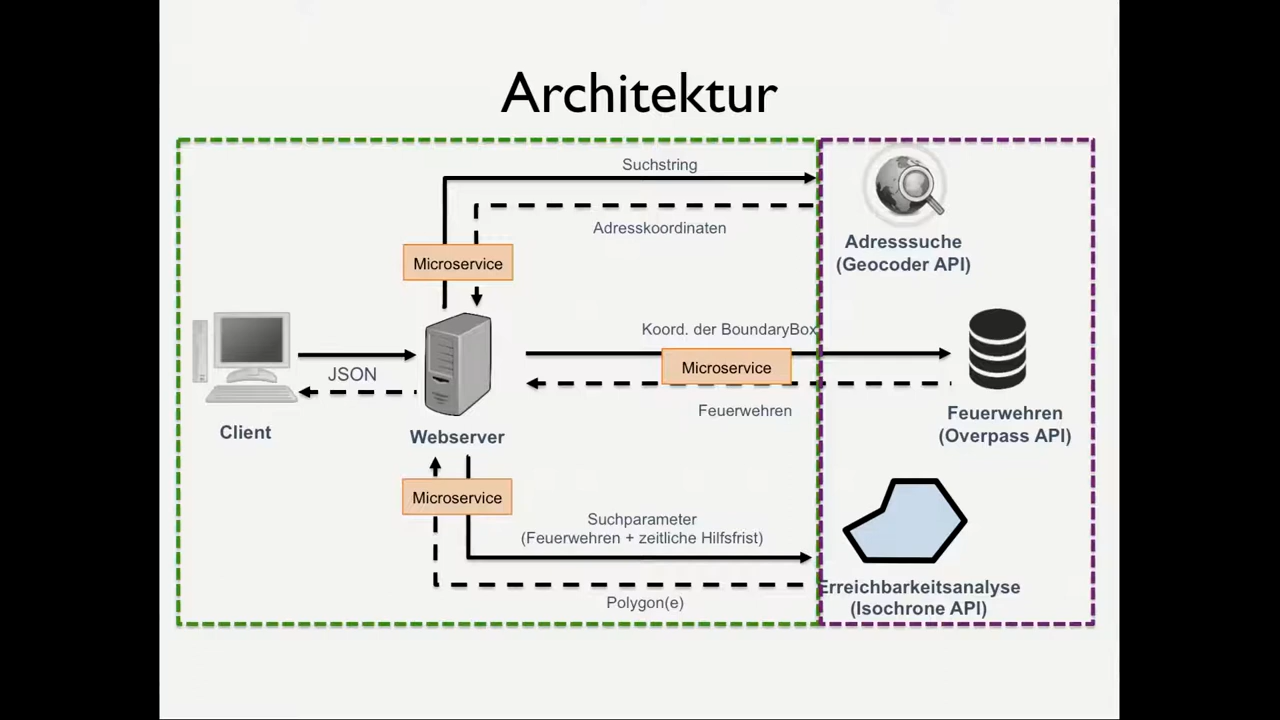 Architektur
Suchstring
Adresskoordinaten
Microservice
Adresssuche
(Geocoder API)
Koord. der BoundaryBox
JSON
Microservice
Feuerwehren
Client
Webserver
Feuerwehren
(Overpass API)
Microservice
Suchparameter
(Feuerwehren + zeitliche Hilfsfrist)
Polygon(e)
Erreichbarkeitsanalyse
(Isochrone API)